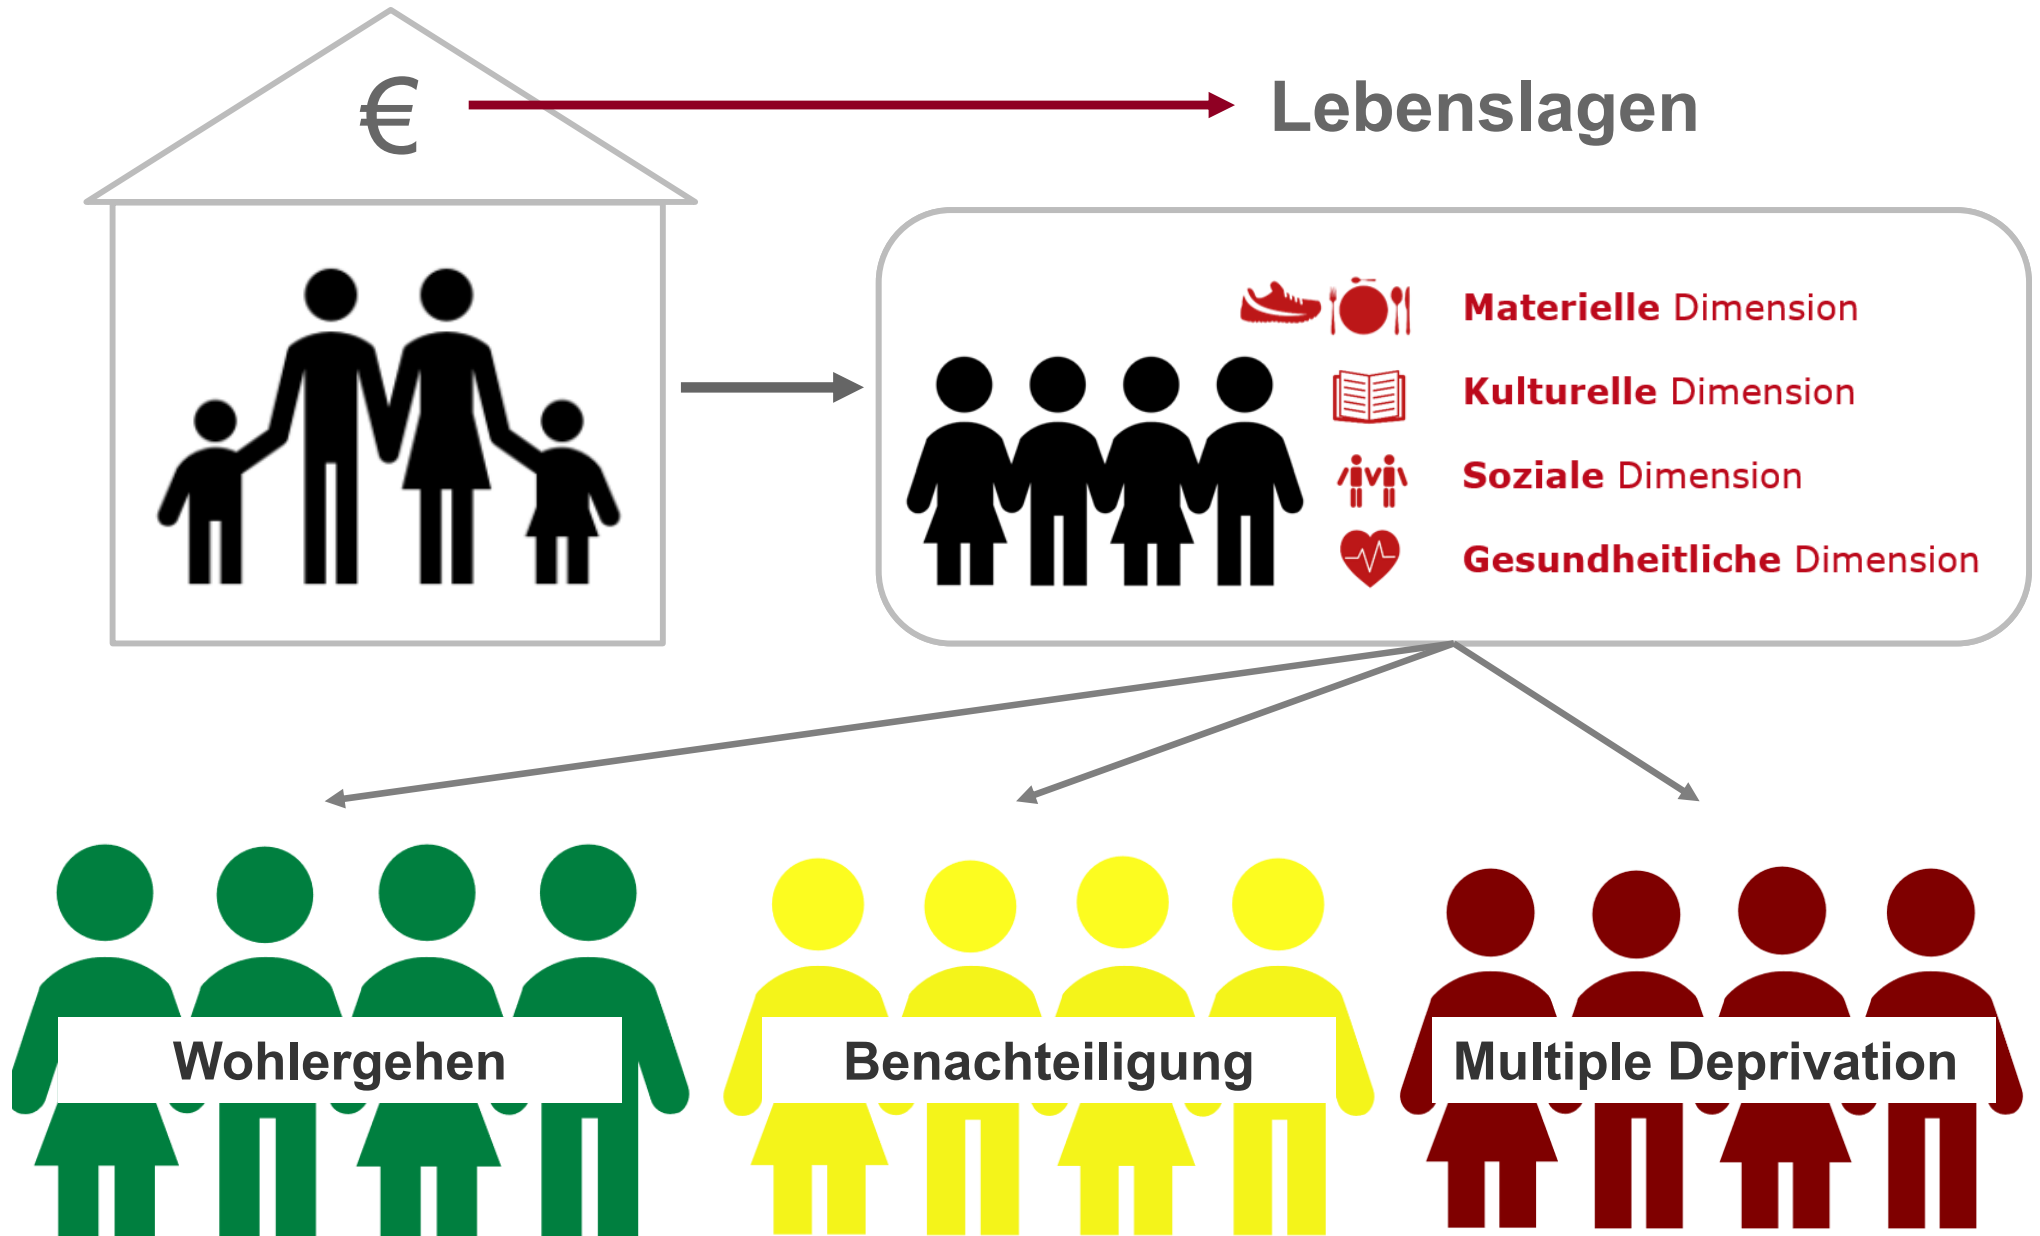 €
Lebenslagen
Materielle Dimension
Kulturelle Dimension
Soziale Dimension
Gesundheitliche Dimension
Wohlergehen
Benachteiligung
Multiple Deprivation